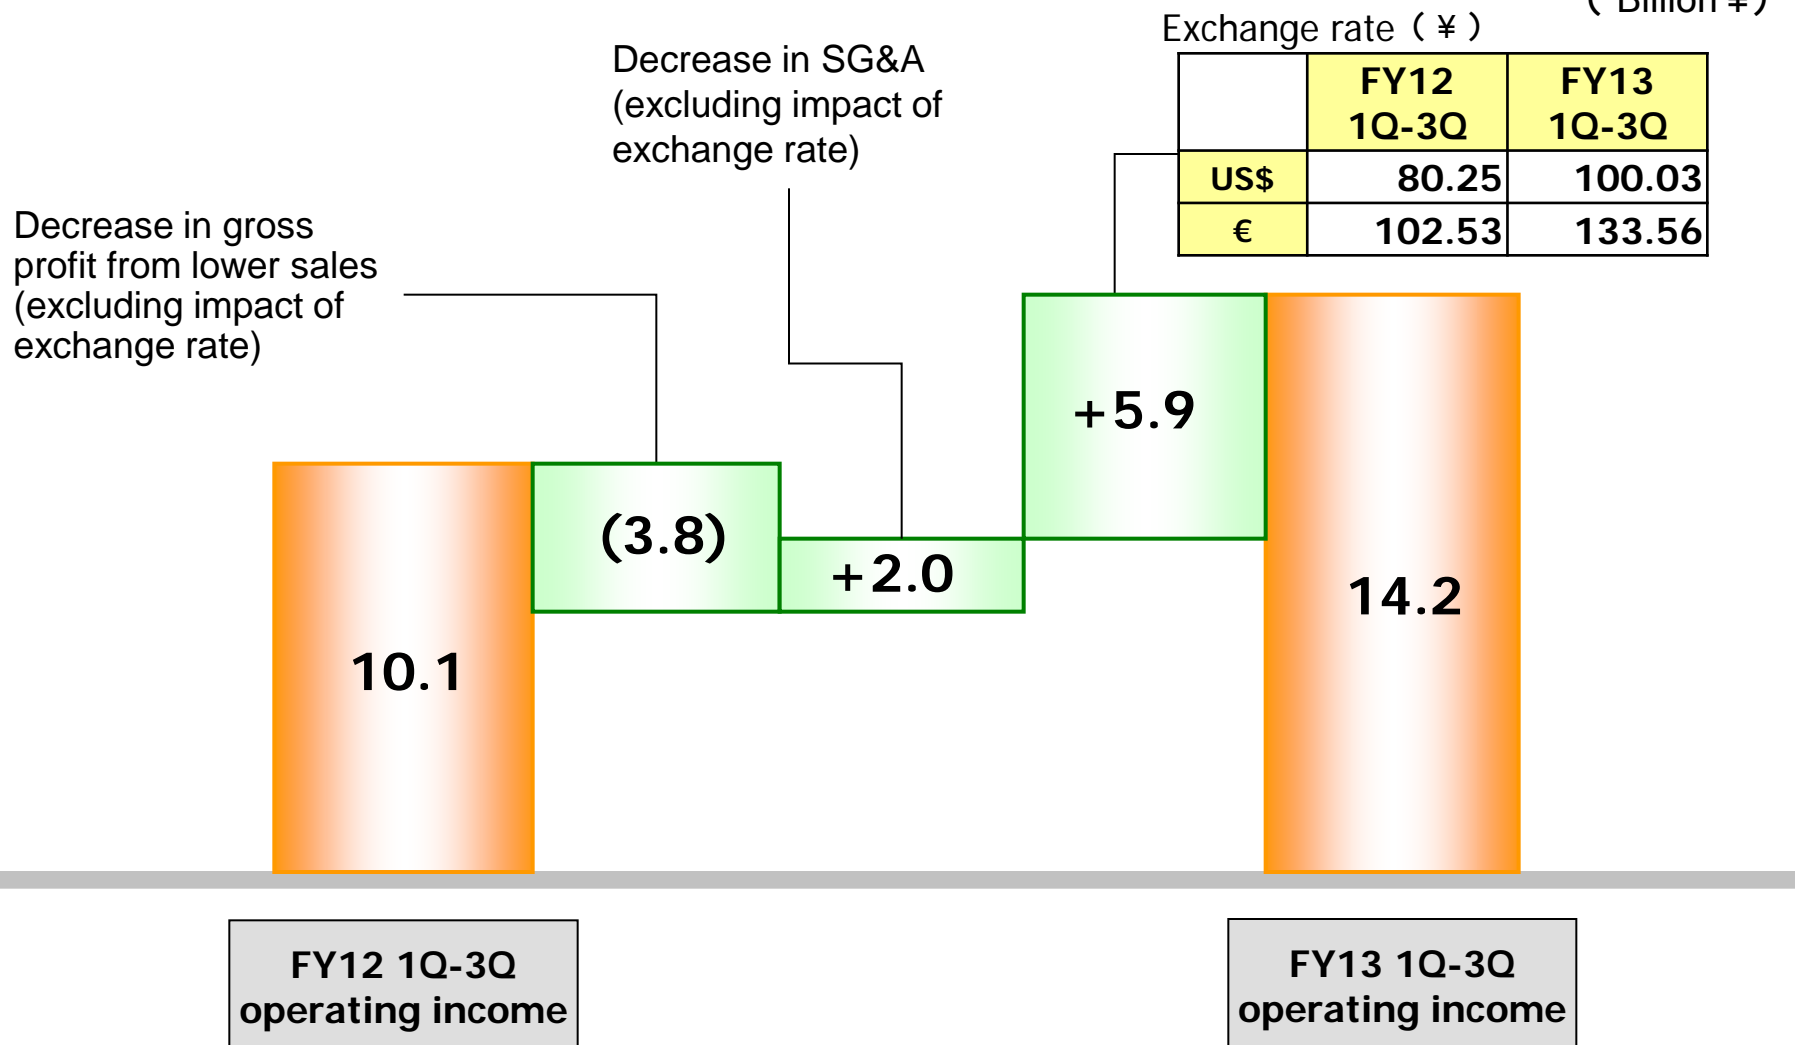 ( Billion ¥)
Exchange rate ( ¥ )
FY12
1Q-3Q
FY13
1Q-3Q
US$ 80.25 100.03
€ 102.53 133.56
Decrease in SG&A
(excluding impact of
exchange rate)
Decrease in gross
profit from lower sales
(excluding impact of
exchange rate)
+5.9
(3.8)
+2.0
10.1
14.2
FY12 1Q-3Q
operating income
FY13 1Q-3Q
operating income